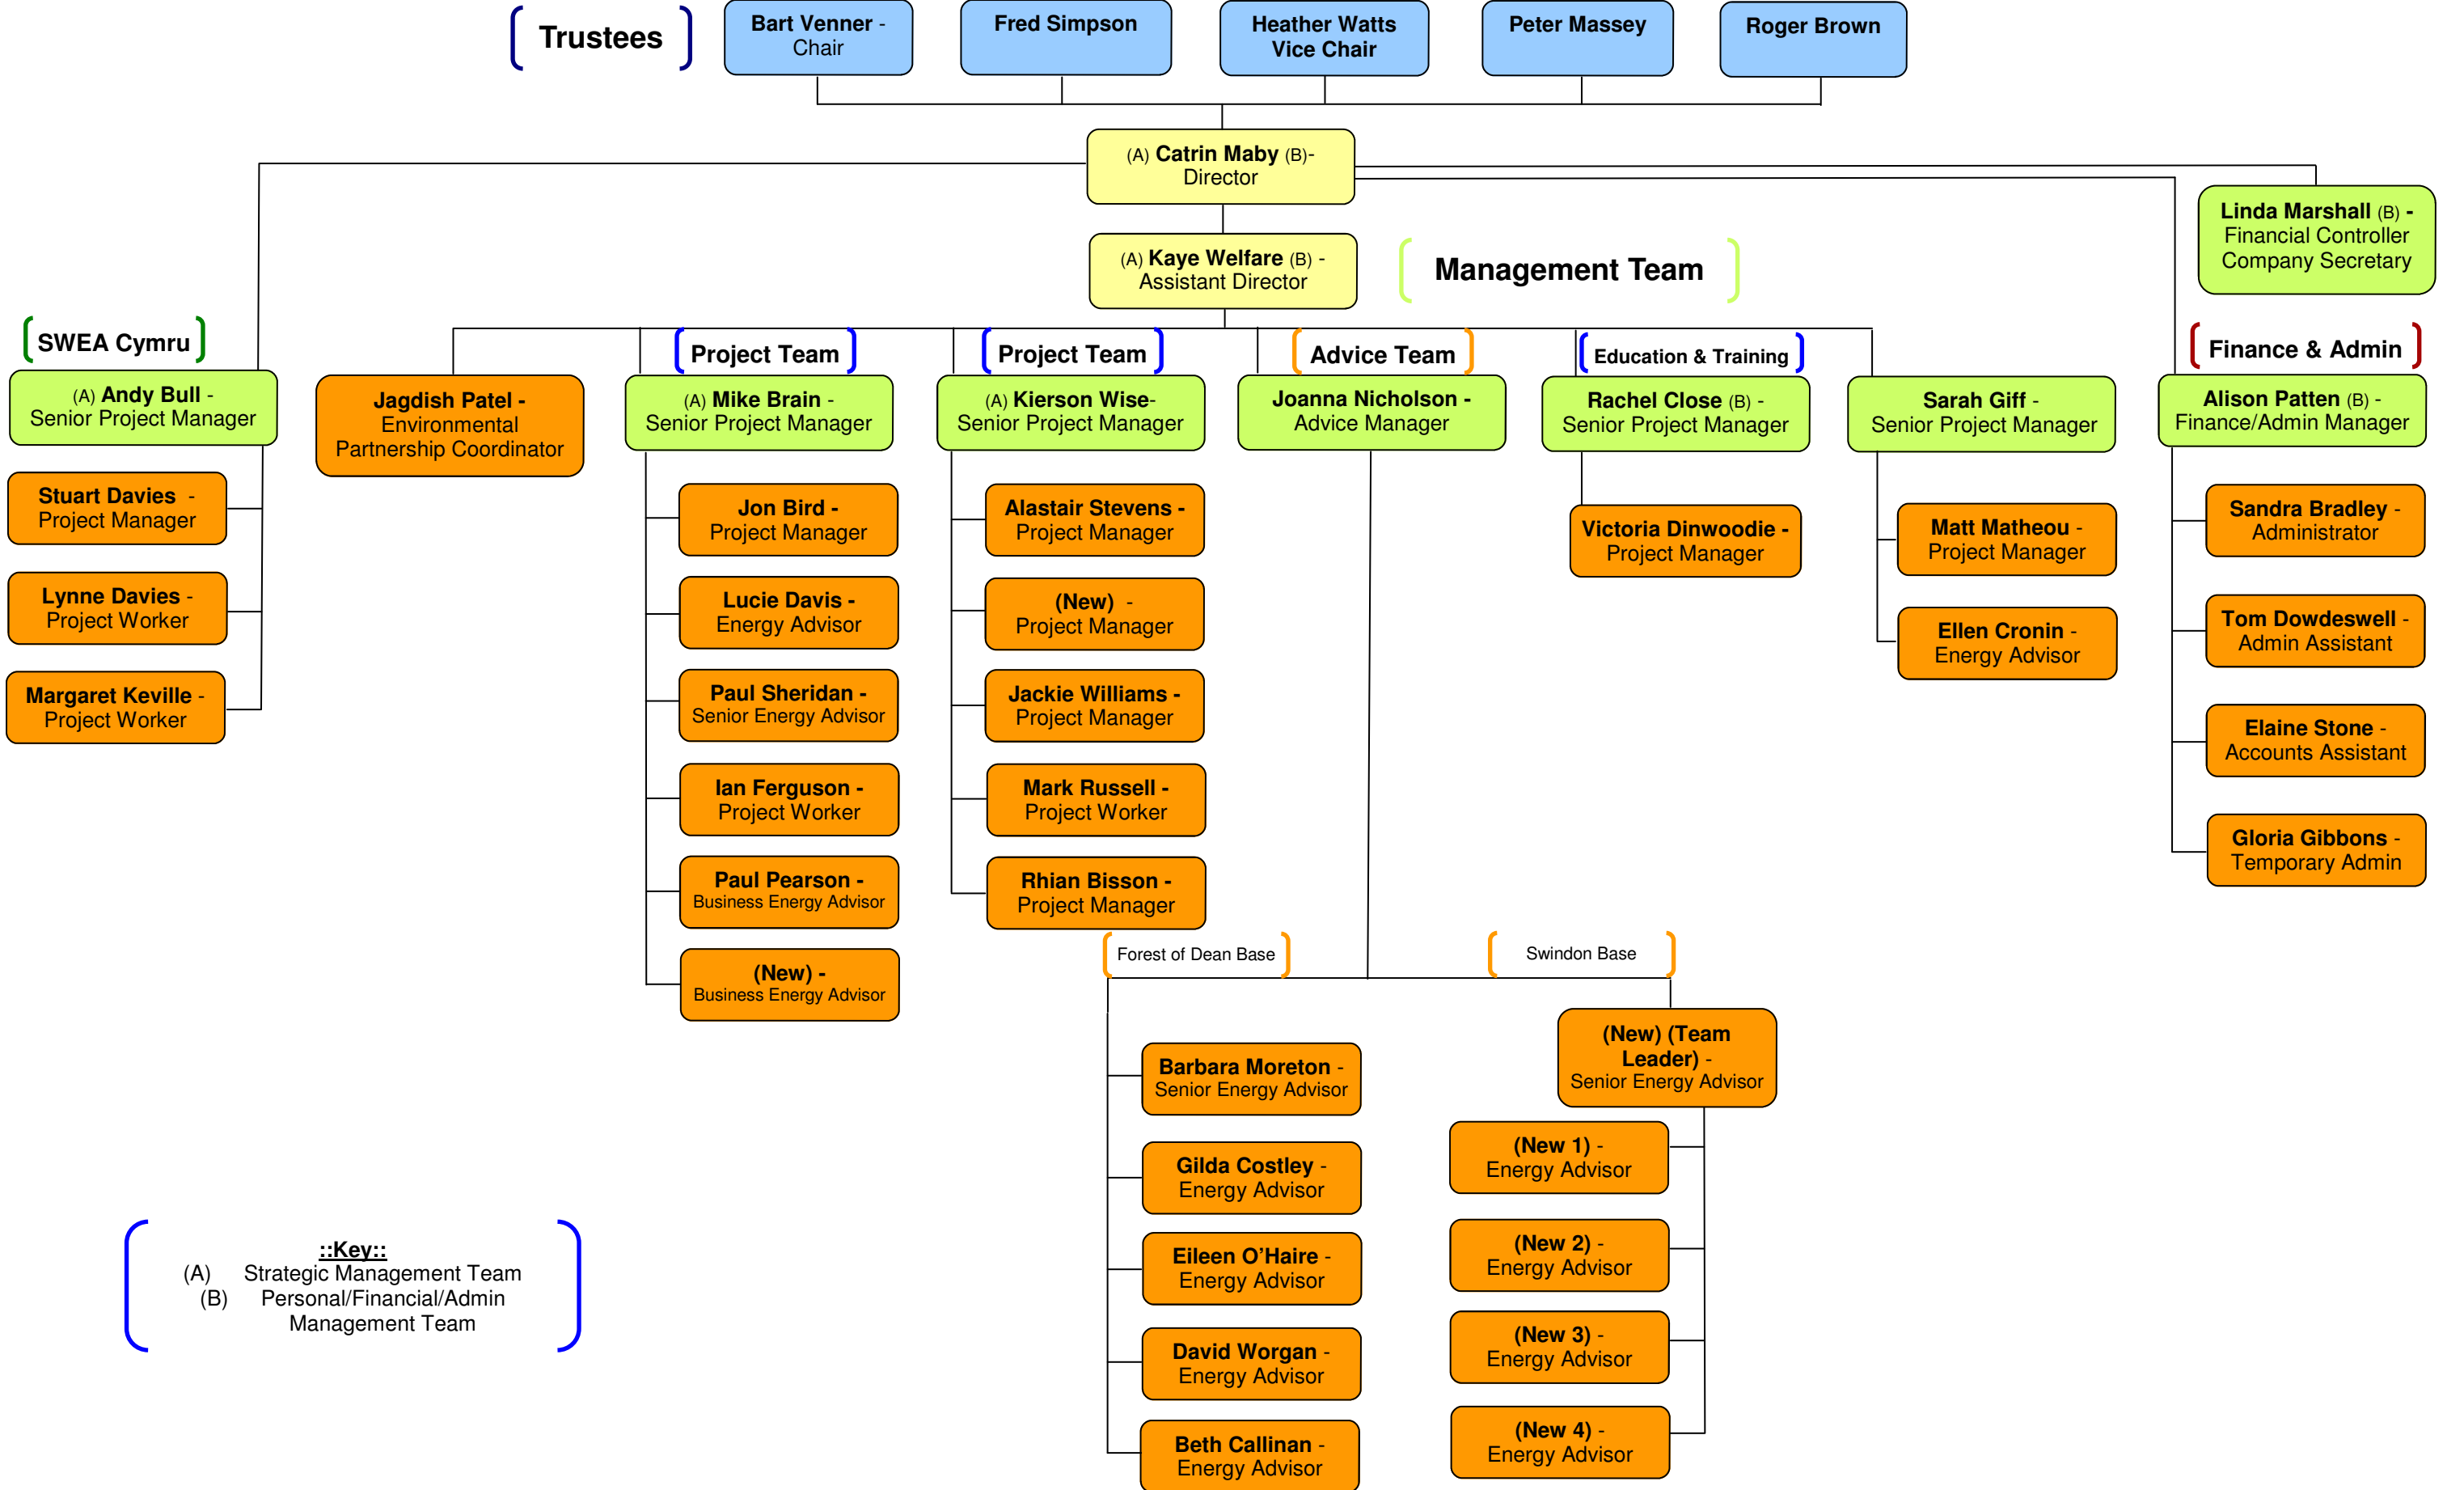 Trustees
Bart Venner -
Chair
Fred Simpson
Heather Watts
Vice Chair
Peter Massey
Roger Brown
(A) Catrin Maby (B)-
Director
Linda Marshall (B) -
Financial Controller
Company Secretary
(A) Kaye Welfare (B) -
Assistant Director
Management Team
SWEA Cymru
(A) Andy Bull -
Senior Project Manager
Stuart Davies -
Project Manager
Lynne Davies -
Project Worker
Margaret Keville -
Project Worker
Jagdish Patel -
Environmental
Partnership Coordinator
Project Team
(A) Mike Brain -
Senior Project Manager
Jon Bird -
Project Manager
Lucie Davis -
Energy Advisor
Paul Sheridan -
Senior Energy Advisor
Ian Ferguson -
Project Worker
Paul Pearson -
Business Energy Advisor
(New) -
Business Energy Advisor
Project Team
(A) Kierson Wise-
Senior Project Manager
Alastair Stevens -
Project Manager
(New) -
Project Manager
Jackie Williams -
Project Manager
Mark Russell -
Project Worker
Rhian Bisson -
Project Manager
Advice Team
Joanna Nicholson -
Advice Manager
Forest of Dean Base
Barbara Moreton -
Senior Energy Advisor
Gilda Costley -
Energy Advisor
Eileen O'Haire -
Energy Advisor
David Worgan -
Energy Advisor
Beth Callinan -
Energy Advisor
Swindon Base
(New) (Team
Leader) -
Senior Energy Advisor
(New 1) -
Energy Advisor
(New 2) -
Energy Advisor
(New 3) -
Energy Advisor
(New 4) -
Energy Advisor
Education & Training
Rachel Close (B) -
Senior Project Manager
Victoria Dinwoodie -
Project Manager
Sarah Giff -
Senior Project Manager
Matt Matheou -
Project Manager
Ellen Cronin -
Energy Advisor
Finance & Admin
Alison Patten (B) -
Finance/Admin Manager
Sandra Bradley -
Administrator
Tom Dowdeswell -
Admin Assistant
Elaine Stone -
Accounts Assistant
Gloria Gibbons -
Temporary Admin
::Key::
(A) Strategic Management Team
(B) Personal/Financial/Admin
Management Team